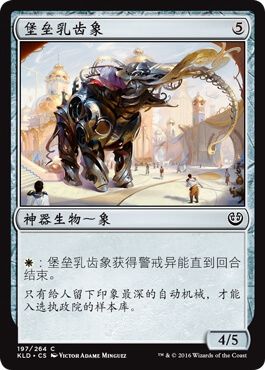 堡垒乳齿象 5
神器生物～象
：堡垒乳齿象获得警戒异能直到回合
结束。
只有给人留下印象最深的自动机械，才能
入选执政院的样本库。
4/5
197/264 C
KLD • CS VICTOR ADAME MINGUEZ
™ & © 2016 Wizards of the Coast